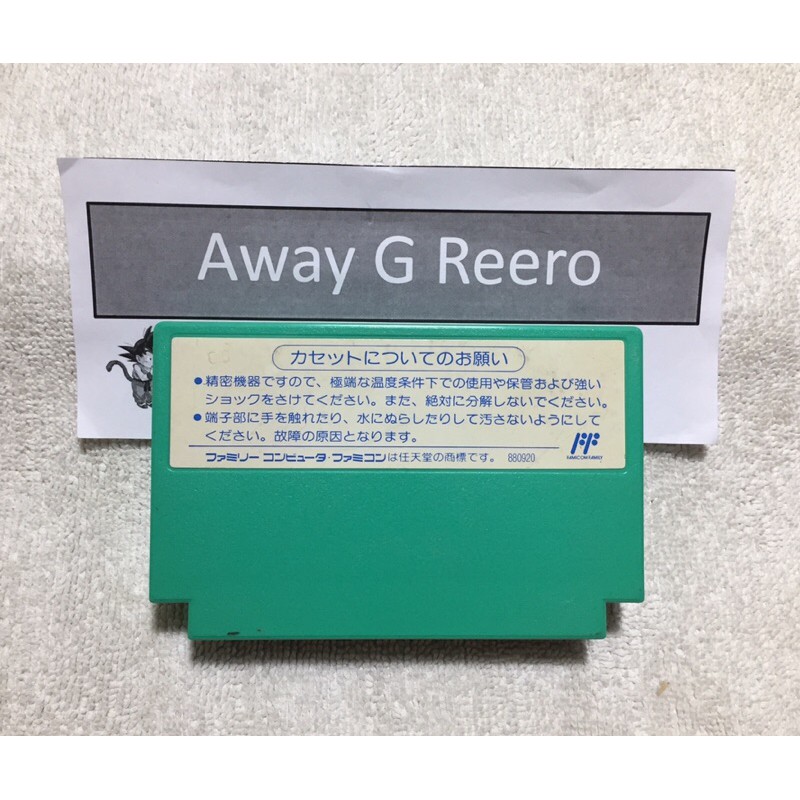 Away G Reero
カセットについてのお願い
●精密機器ですので、極端な温度条件下での使用や保管および強い
ショックをさけてください。また、絶対に分解しないでください。
●端子部に手を触れたり、水にぬらしたりして汚さないようにして
ください。故障の原因となります。
ファミリーコンピュータ・ファミコンは任天堂の商標です。 880920
FF
FAMICOM FAMILY